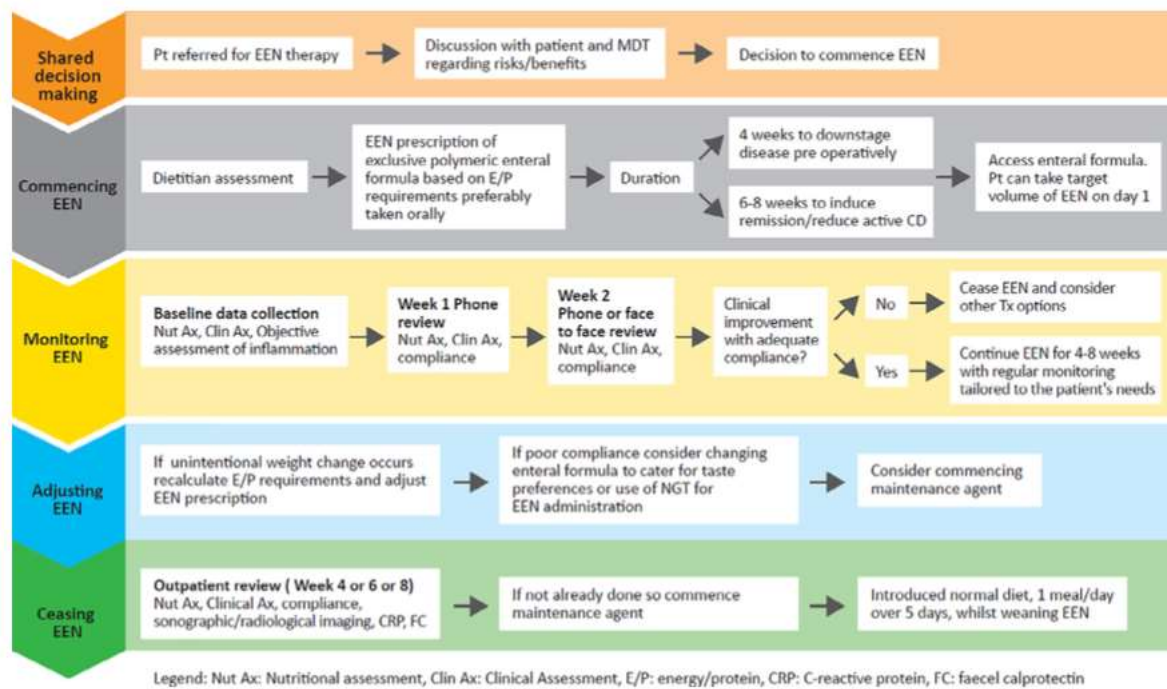 Shared
decision
making
Pt referred for EEN therapy
Discussion with patient and MDT
regarding risks/benefits
Decision to commence EEN
Commencing
EEN
Dietitian assessment
EEN prescription of
exclusive polymeric enteral
formula based on E/P
requirements preferably
taken orally
Duration
4 weeks to downstage
disease pre operatively
6-8 weeks to induce
remission/reduce active CD
Access enteral formula.
Pt can take target
volume of EEN on day 1
Monitoring
EEN
Baseline data collection
Nut Ax, Clin Ax, Objective
assessment of inflammation
Week 1 Phone
review
Nut Ax, Clin Ax,
compliance
Week 2
Phone or face
to face review
Nut Ax, Clin Ax,
compliance
Clinical
improvement
with adequate
compliance?
No
Cease EEN and consider
other Tx options
Yes
Continue EEN for 4-8 weeks
with regular monitoring
tailored to the patient's needs
Adjusting
EEN
If unintentional weight change occurs
recalculate E/P requirements and adjust
EEN prescription
If poor compliance consider changing
enteral formula to cater for taste
preferences or use of NGT for
EEN administration
Consider commencing
maintenance agent
Ceasing
EEN
Outpatient review ( Week 4 or 6 or 8)
Nut Ax, Clinical Ax, compliance,
sonographic/radiological imaging, CRP, FC
If not already done so commence
maintenance agent
Introduced normal diet, 1 meal/day
over 5 days, whilst weaning EEN
Legend: Nut Ax: Nutritional assessment, Clin Ax: Clinical Assessment, E/P: energy/protein, CRP: C-reactive protein, FC: faecel calprotectin